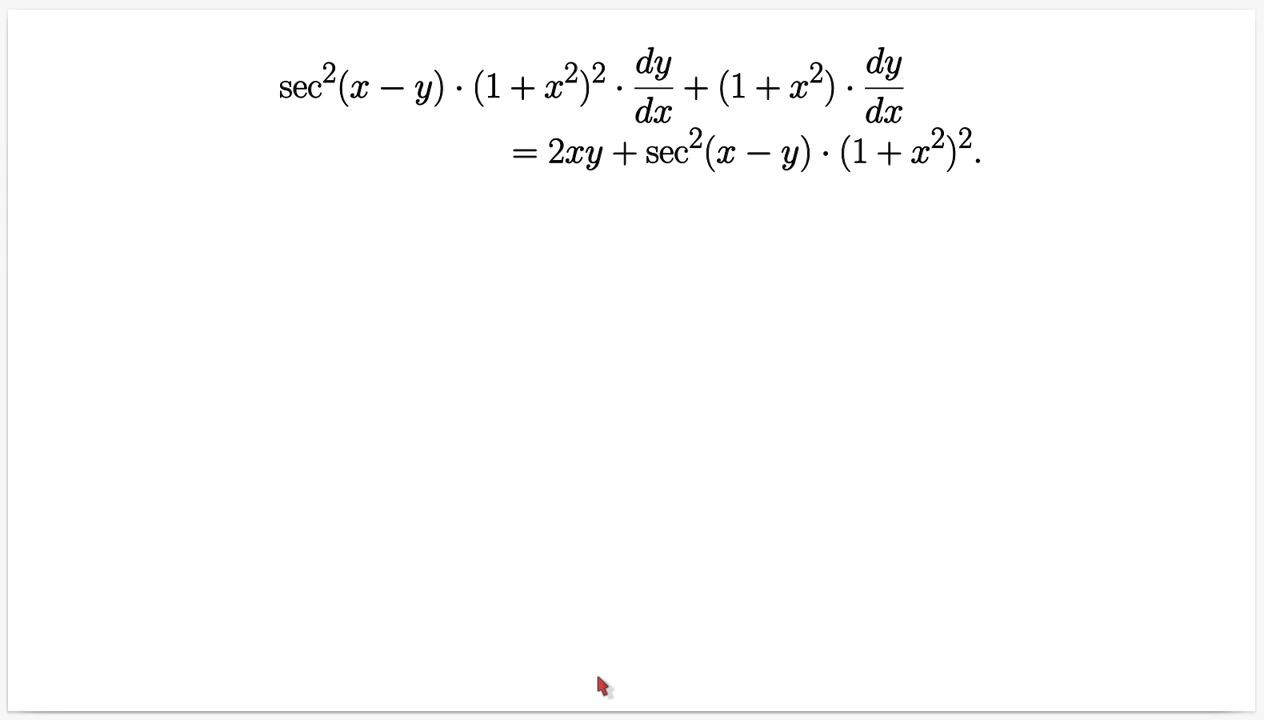 sec²(x − y) · (1 + x²)² · dy/dx + (1 + x²) · dy/dx
= 2xy + sec²(x − y) · (1 + x²)².